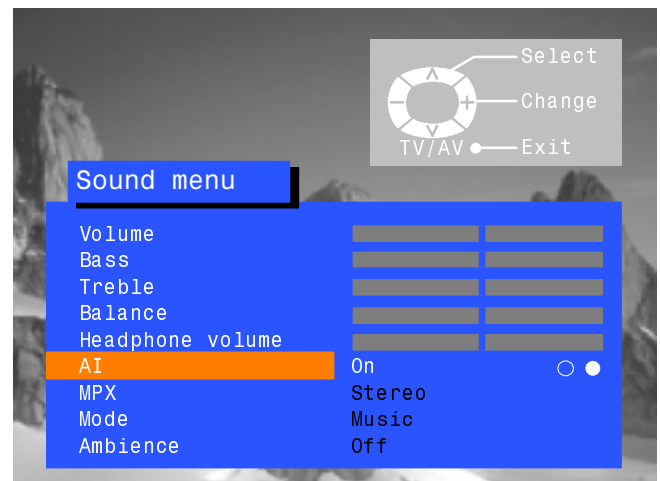 Select
Change
TV/AV Exit
Sound menu
Volume
Bass
Treble
Balance
Headphone volume
AI On
MPX Stereo
Mode Music
Ambience Off